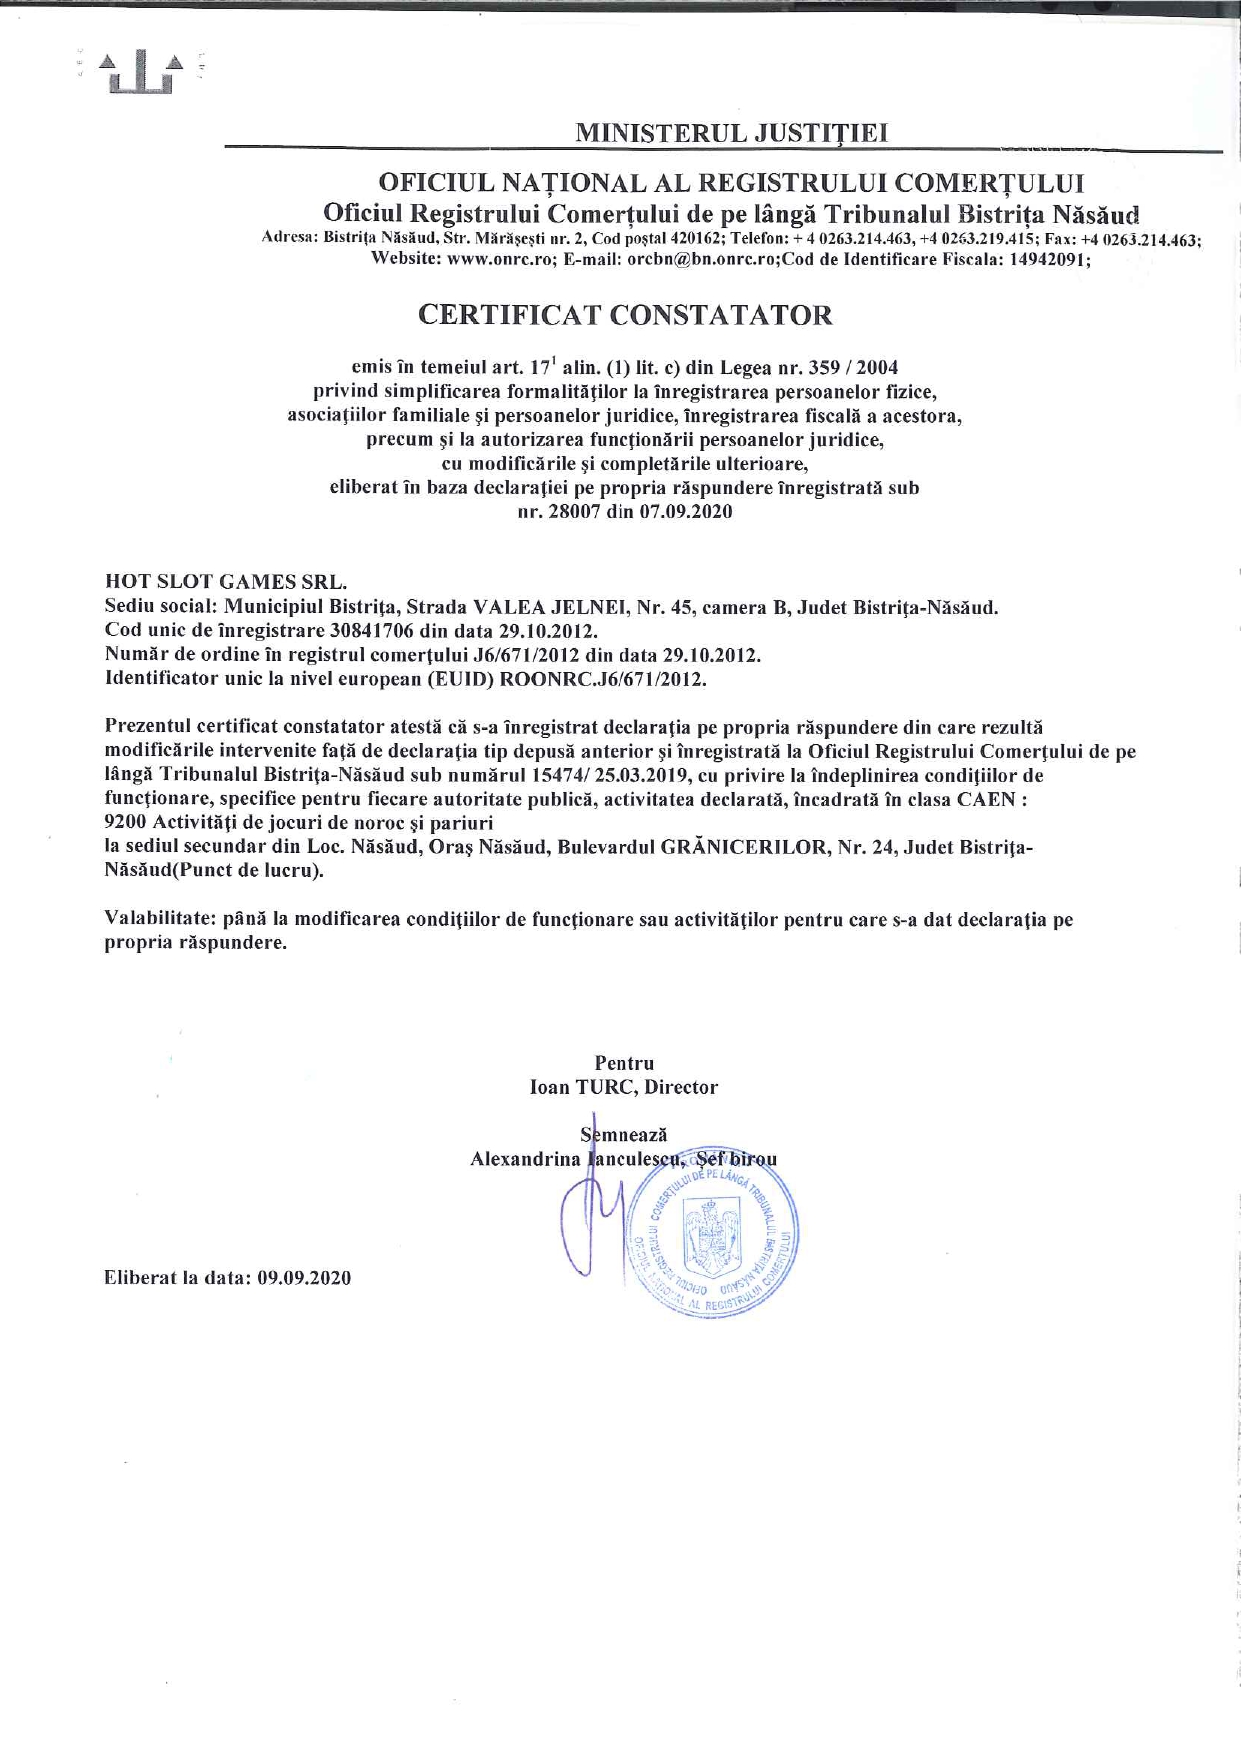 MINISTERUL JUSTIŢIEI
OFICIUL NAȚIONAL AL REGISTRULUI COMERȚULUI
Oficiul Registrului Comerțului de pe lângă Tribunalul Bistrița Năsăud
Adresa: Bistriţa Năsăud, Str. Mărăşeşti nr. 2, Cod poştal 420162; Telefon: + 4 0263.214.463, +4 0263.219.415; Fax: +4 0263.214.463;
Website: www.onrc.ro; E-mail: orcbn@bn.onrc.ro;Cod de Identificare Fiscala: 14942091;
CERTIFICAT CONSTATATOR
emis în temeiul art. 17¹ alin. (1) lit. c) din Legea nr. 359 / 2004
privind simplificarea formalităţilor la înregistrarea persoanelor fizice,
asociaţiilor familiale şi persoanelor juridice, înregistrarea fiscală a acestora,
precum şi la autorizarea funcţionării persoanelor juridice,
cu modificările şi completările ulterioare,
eliberat în baza declaraţiei pe propria răspundere înregistrată sub
nr. 28007 din 07.09.2020
HOT SLOT GAMES SRL.
Sediu social: Municipiul Bistriţa, Strada VALEA JELNEI, Nr. 45, camera B, Judet Bistriţa-Năsăud.
Cod unic de înregistrare 30841706 din data 29.10.2012.
Număr de ordine în registrul comerţului J6/671/2012 din data 29.10.2012.
Identificator unic la nivel european (EUID) ROONRC.J6/671/2012.
Prezentul certificat constatator atestă că s-a înregistrat declaraţia pe propria răspundere din care rezultă
modificările intervenite faţă de declaraţia tip depusă anterior şi înregistrată la Oficiul Registrului Comerţului de pe
lângă Tribunalul Bistriţa-Năsăud sub numărul 15474/ 25.03.2019, cu privire la îndeplinirea condiţiilor de
funcţionare, specifice pentru fiecare autoritate publică, activitatea declarată, încadrată în clasa CAEN :
9200 Activităţi de jocuri de noroc şi pariuri
la sediul secundar din Loc. Năsăud, Oraş Năsăud, Bulevardul GRĂNICERILOR, Nr. 24, Judet Bistriţa-
Năsăud(Punct de lucru).
Valabilitate: până la modificarea condiţiilor de funcţionare sau activităţilor pentru care s-a dat declaraţia pe
propria răspundere.
Pentru
Ioan TURC, Director
Semnează
Alexandrina Ianculescu, Şef birou
OFICIUL NAŢIONAL AL REGISTRULUI COMERŢULUI
OFICIUL REGISTRULUI COMERŢULUI DE PE LÂNGĂ TRIBUNALUL BISTRIŢA NĂSĂUD
Eliberat la data: 09.09.2020